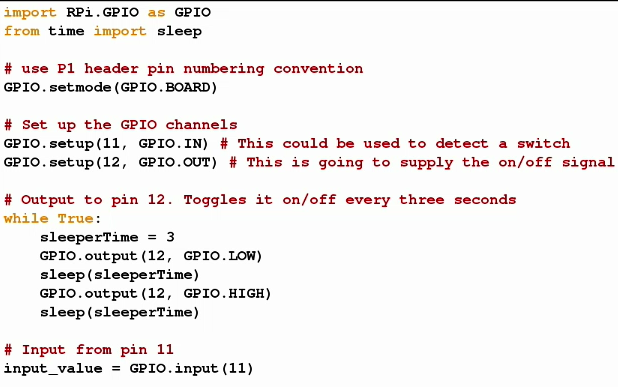 import RPi.GPIO as GPIO
from time import sleep

# use P1 header pin numbering convention
GPIO.setmode(GPIO.BOARD)

# Set up the GPIO channels
GPIO.setup(11, GPIO.IN) # This could be used to detect a switch
GPIO.setup(12, GPIO.OUT) # This is going to supply the on/off signal

# Output to pin 12. Toggles it on/off every three seconds
while True:
    sleeperTime = 3
    GPIO.output(12, GPIO.LOW)
    sleep(sleeperTime)
    GPIO.output(12, GPIO.HIGH)
    sleep(sleeperTime)

# Input from pin 11
input_value = GPIO.input(11)